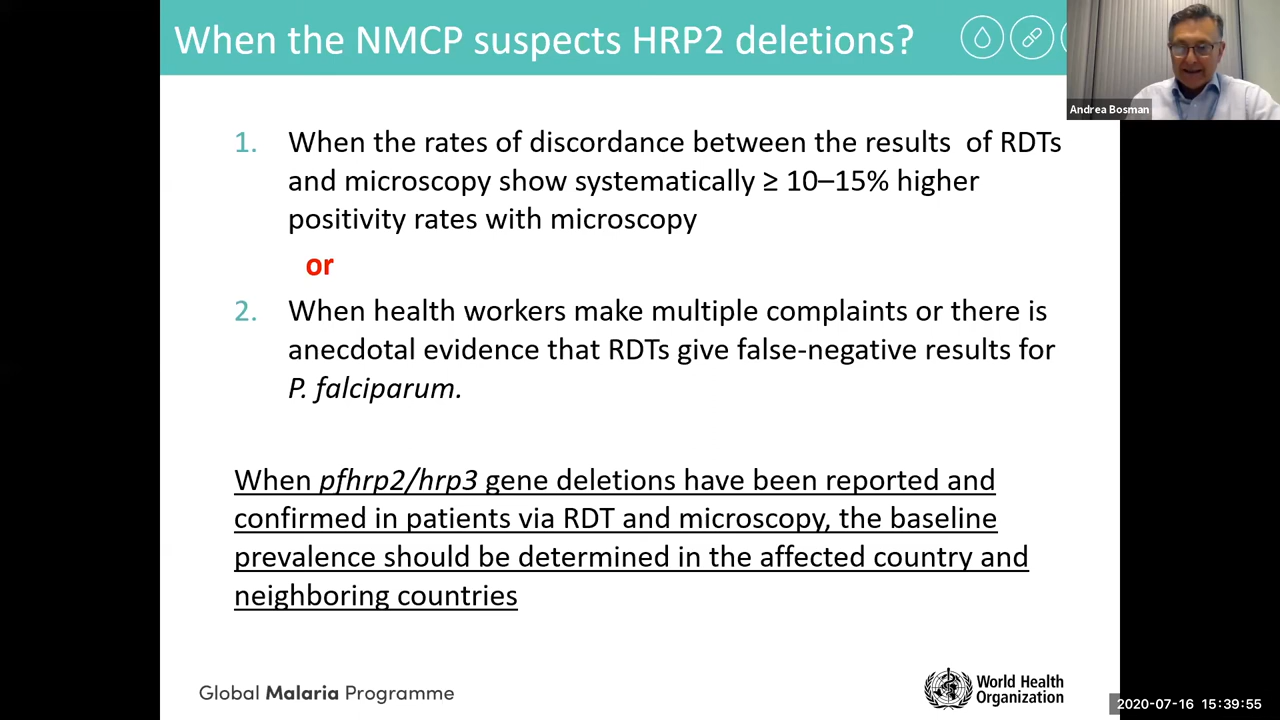 When the NMCP suspects HRP2 deletions?
Andrea Bosman
1. When the rates of discordance between the results of RDTs
and microscopy show systematically ≥ 10–15% higher
positivity rates with microscopy
or
2. When health workers make multiple complaints or there is
anecdotal evidence that RDTs give false-negative results for
P. falciparum.
When pfhrp2/hrp3 gene deletions have been reported and
confirmed in patients via RDT and microscopy, the baseline
prevalence should be determined in the affected country and
neighboring countries
Global Malaria Programme
World Health
Organization
2020-07-16 15:39:55